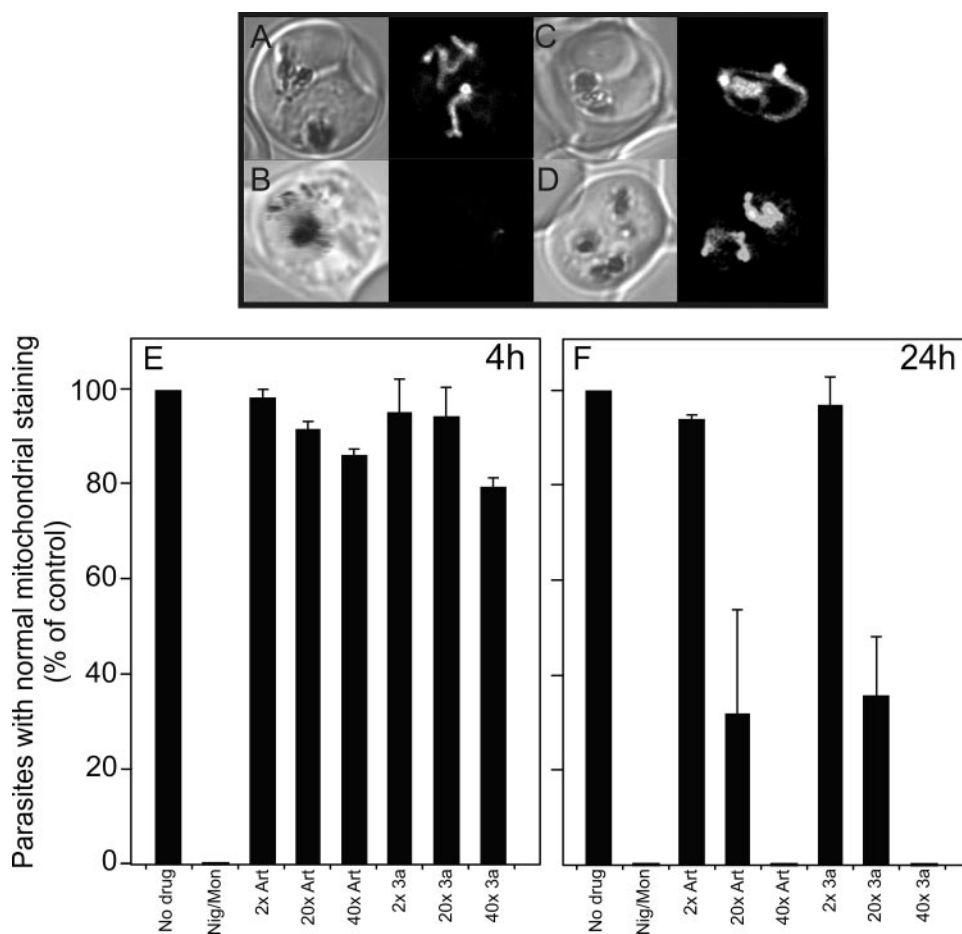 A
C
B
D
E
4h
F
24h
Parasites with normal mitochondrial staining
(% of control)
100
80
60
40
20
0
No drug
Nig/Mon
2x Art
20x Art
40x Art
2x 3a
20x 3a
40x 3a
No drug
Nig/Mon
2x Art
20x Art
40x Art
2x 3a
20x 3a
40x 3a